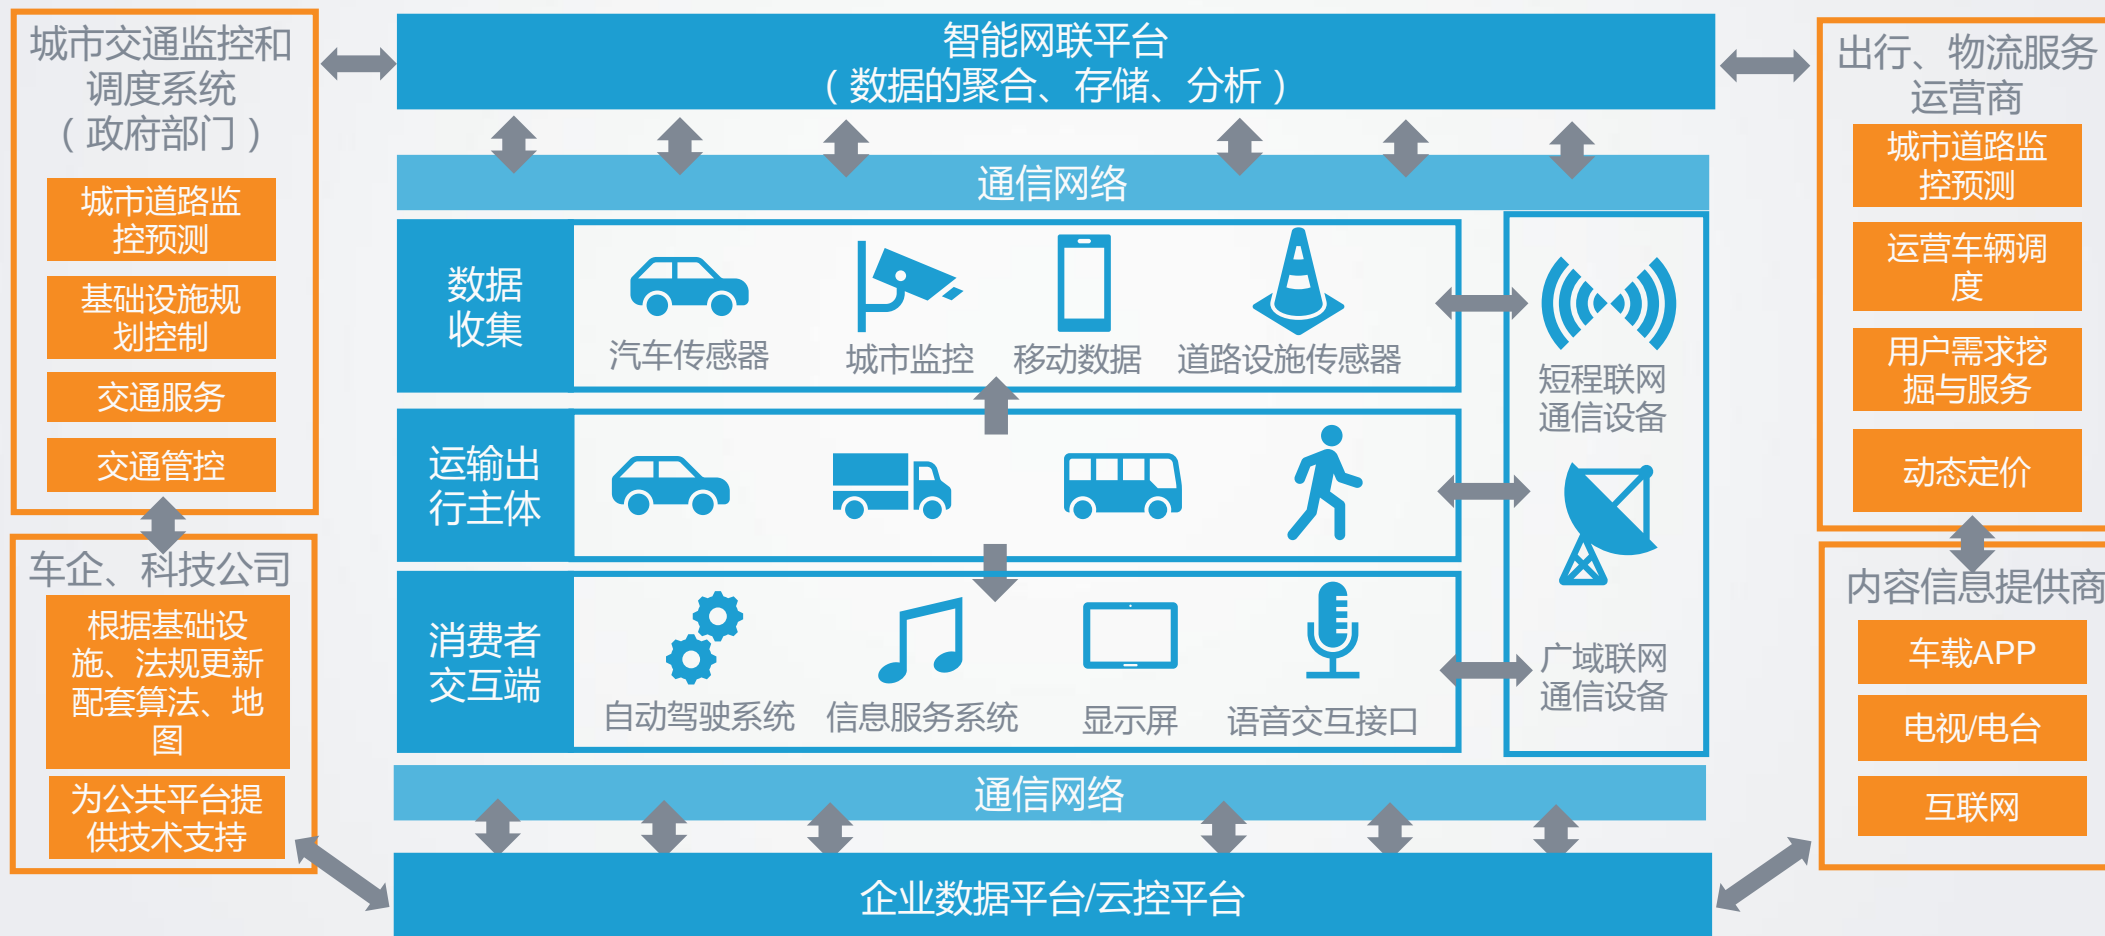 城市交通监控和
调度系统
（政府部门）
城市道路监
控预测
基础设施规
划控制
交通服务
交通管控
车企、科技公司
根据基础设
施、法规更新
配套算法、地
图
为公共平台提
供技术支持
智能网联平台
（数据的聚合、存储、分析）
通信网络
数据
收集
汽车传感器
城市监控
移动数据
道路设施传感器
运输出
行主体
消费者
交互端
自动驾驶系统
信息服务系统
显示屏
语音交互接口
短程联网
通信设备
广域联网
通信设备
通信网络
企业数据平台/云控平台
出行、物流服务
运营商
城市道路监
控预测
运营车辆调
度
用户需求挖
掘与服务
动态定价
内容信息提供商
车载APP
电视/电台
互联网